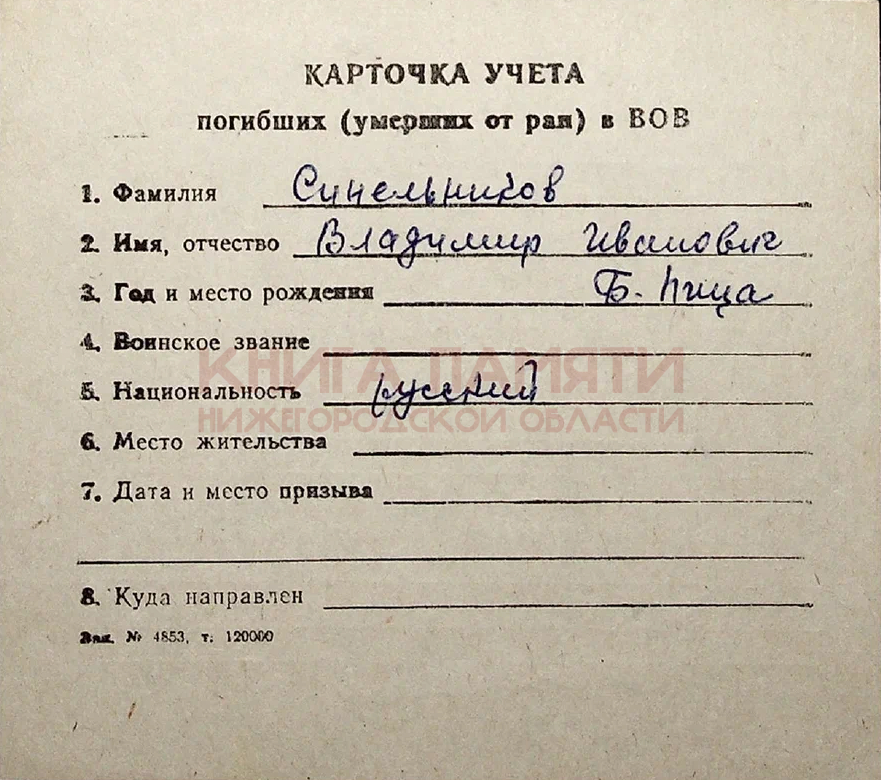 КАРТОЧКА УЧЕТА
погибших (умерших от ран) в ВОВ
1. Фамилия Синельников
2. Имя, отчество Владимир Иванович
3. Год и место рождения Б. Пица
4. Воинское звание
КНИГА ПАМЯТИ
5. Национальность русский
НИЖЕГОРОДСКОЙ ОБЛАСТИ
6. Место жительства
7. Дата и место призыва
8. Куда направлен
Зак. № 4853, т. 120000